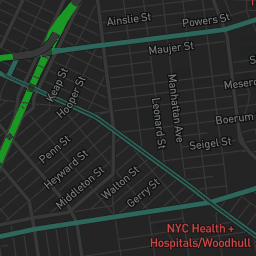 Ainslie St
Powers St
Maujer St
Keap St
Hooper St
Manhattan Ave
Leonard St
Boerum
Seigel St
Penn St
Heyward St
Middleton St
Walton St
Gerry St
NYC Health +
Hospitals/Woodhull